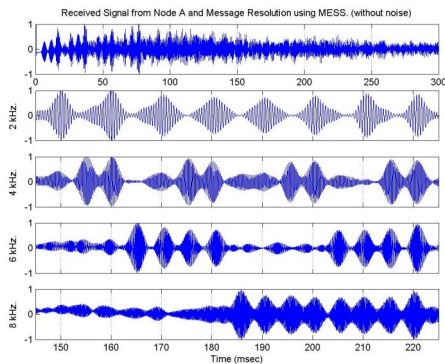 Received Signal from Node A and Message Resolution using MESS. (without noise)
1
0
-1
0 50 100 150 200 250 300
2 kHz.
1
0
-1
4 kHz.
1
0
-1
6 kHz.
1
0
-1
8 kHz.
1
0
-1
150 160 170 180 190 200 210 220
Time (msec)